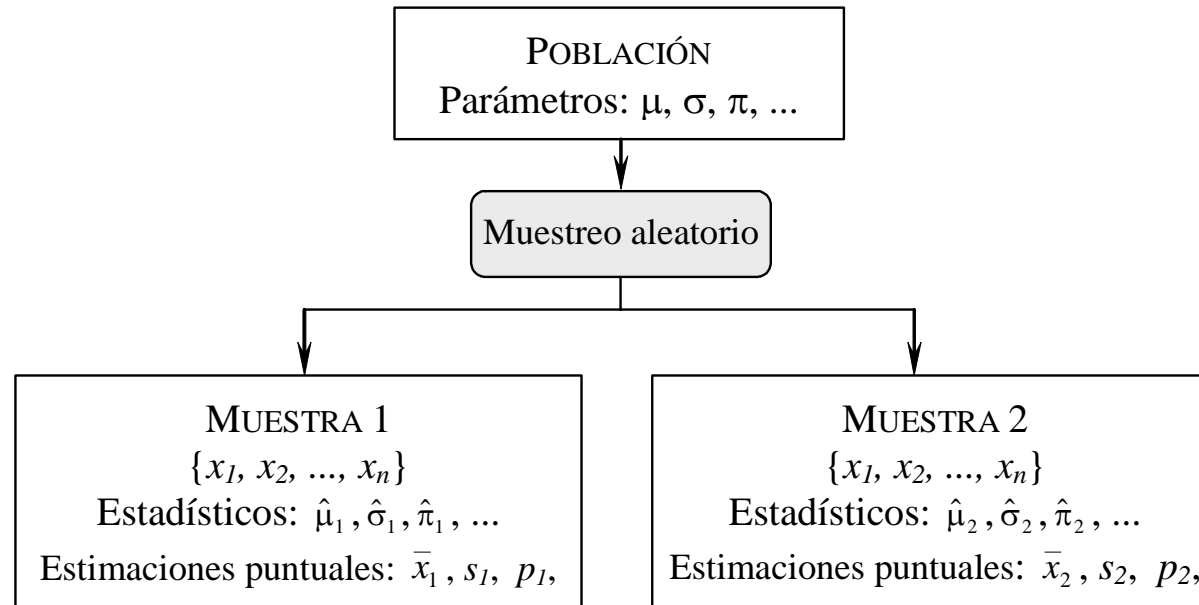 POBLACIÓN
Parámetros: μ, σ, π, ...
Muestreo aleatorio
MUESTRA 1
{x₁, x₂, ..., xₙ}
Estadísticos: μ̂₁, σ̂₁, π̂₁, ...
Estimaciones puntuales: x̄₁, s₁, p₁,
MUESTRA 2
{x₁, x₂, ..., xₙ}
Estadísticos: μ̂₂, σ̂₂, π̂₂, ...
Estimaciones puntuales: x̄₂, s₂, p₂,